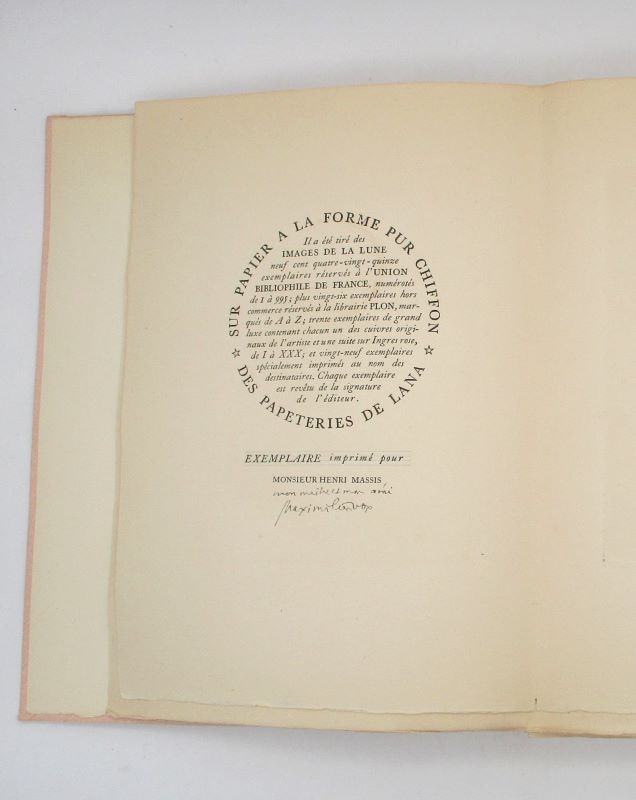 SUR PAPIER A LA FORME PUR CHIFFON
Il a été tiré des
IMAGES DE LA LUNE
neuf cent quatre-vingt-quinze
exemplaires réservés à l'UNION
BIBLIOPHILE DE FRANCE, numérotés
de 1 à 995; plus vingt-six exemplaires hors
commerce réservés à la librairie PLON, mar-
qués de A à Z; trente exemplaires de grand
luxe contenant chacun un des cuivres origi-
naux de l'artiste et une suite sur Ingres rose,
de I à XXX; et vingt-neuf exemplaires
spécialement imprimés au nom des
destinataires. Chaque exemplaire
est revêtu de la signature
de l'éditeur.
☆ DES PAPETERIES DE LANA ☆
EXEMPLAIRE imprimé pour
MONSIEUR HENRI MASSIS
mon maître et mon ami
Maximilien Vox